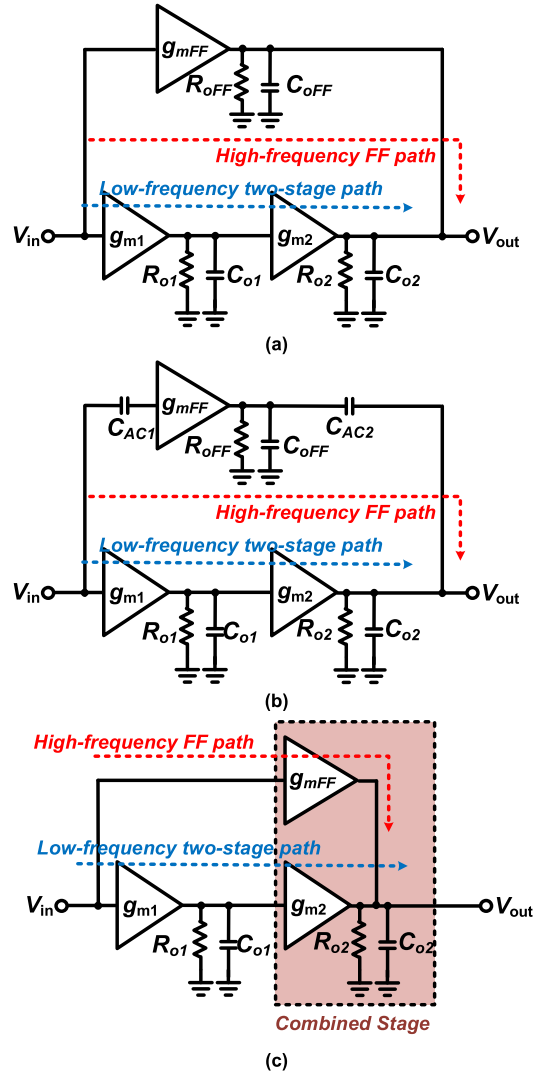 gmFF
RoFF
CoFF
High-frequency FF path
Low-frequency two-stage path
Vin
gm1
gm2
Vout
Ro1
Co1
Ro2
Co2
(a)
gmFF
CAC1
RoFF
CoFF
CAC2
High-frequency FF path
Low-frequency two-stage path
Vin
gm1
gm2
Vout
Ro1
Co1
Ro2
Co2
(b)
High-frequency FF path
gmFF
Low-frequency two-stage path
Vin
gm1
gm2
Vout
Ro1
Co1
Ro2
Co2
Combined Stage
(c)